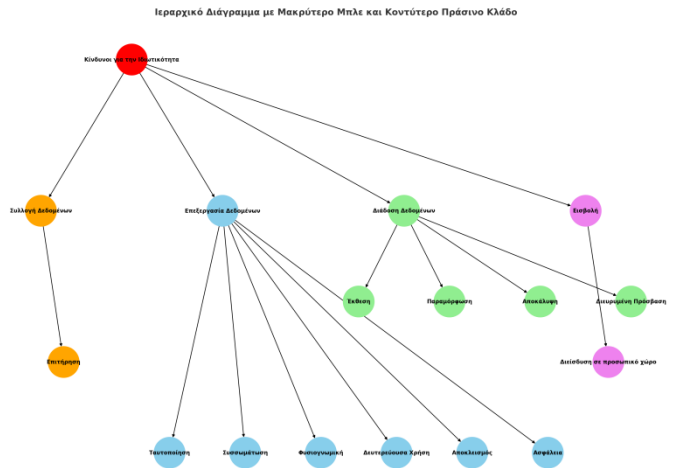 Ιεραρχικό Διάγραμμα με Μακρύτερο Μπλε και Κοντύτερο Πράσινο Κλάδο
Κίνδυνοι για την Ιδιωτικότητα
Συλλογή Δεδομένων
Επεξεργασία Δεδομένων
Διάδοση Δεδομένων
Εισβολή
Έκθεση
Παραμόρφωση
Αποκάλυψη
Διευρυμένη Πρόσβαση
Επιτήρηση
Διείσδυση σε προσωπικό χώρο
Ταυτοποίηση
Συσσωμάτωση
Φυσιογνωμική
Δευτερεύουσα Χρήση
Αποκλεισμός
Ασφάλεια